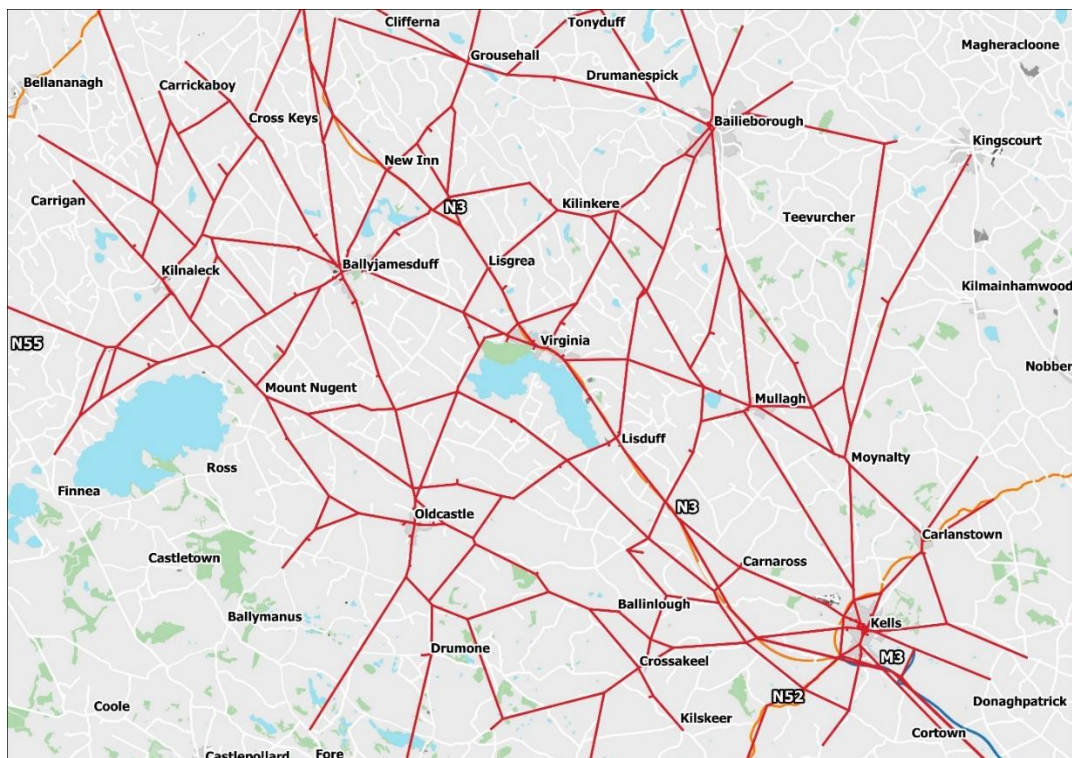 Clifferna
Tonyduff
Magheracloone
Grousehall
Bellananagh
Carrickaboy
Drumanespick
Cross Keys
Bailieborough
Kingscourt
New Inn
Carrigan
N3
Kilinkere
Teevurcher
Kilnaleck
Ballyjamesduff
Lisgrea
Kilmainhamwood
N55
Virginia
Nobber
Mount Nugent
Mullagh
Lisduff
Ross
Moynalty
Finnea
N3
Oldcastle
Carlanstown
Castletown
Carnaross
Ballymanus
Ballinlough
Kells
Drumone
Crossakeel
M3
N52
Donaghpatrick
Coole
Kilskeer
Cortown
Castlepollard
Fore